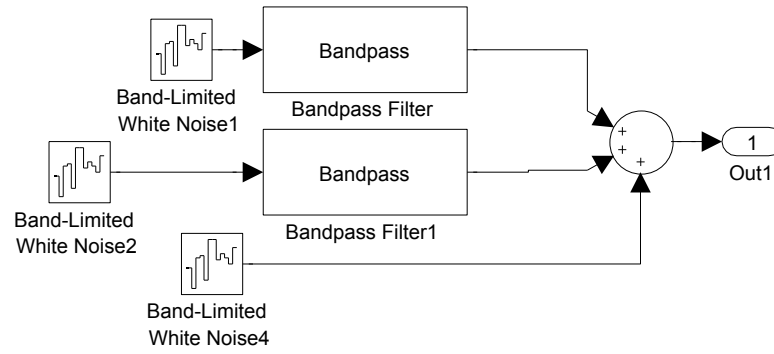 Bandpass
Band-Limited
White Noise1
Bandpass Filter
+
+
+
1
Out1
Bandpass
Band-Limited
White Noise2
Bandpass Filter1
Band-Limited
White Noise4